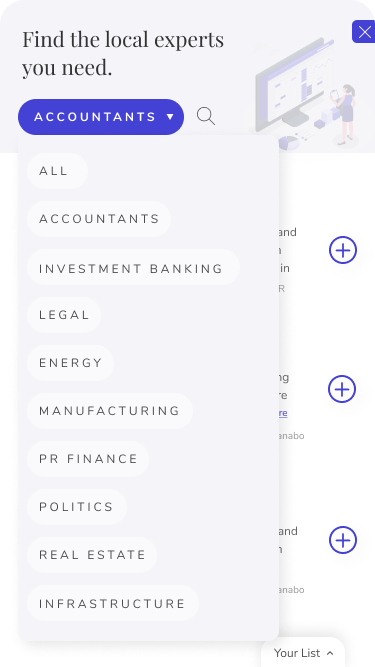 Find the local experts
you need.
ACCOUNTANTS
ALL
ACCOUNTANTS
and
INVESTMENT BANKING
in
R
LEGAL
ENERGY
re
MANUFACTURING
re
anabo
PR FINANCE
POLITICS
and
REAL ESTATE
anabo
INFRASTRUCTURE
Your List